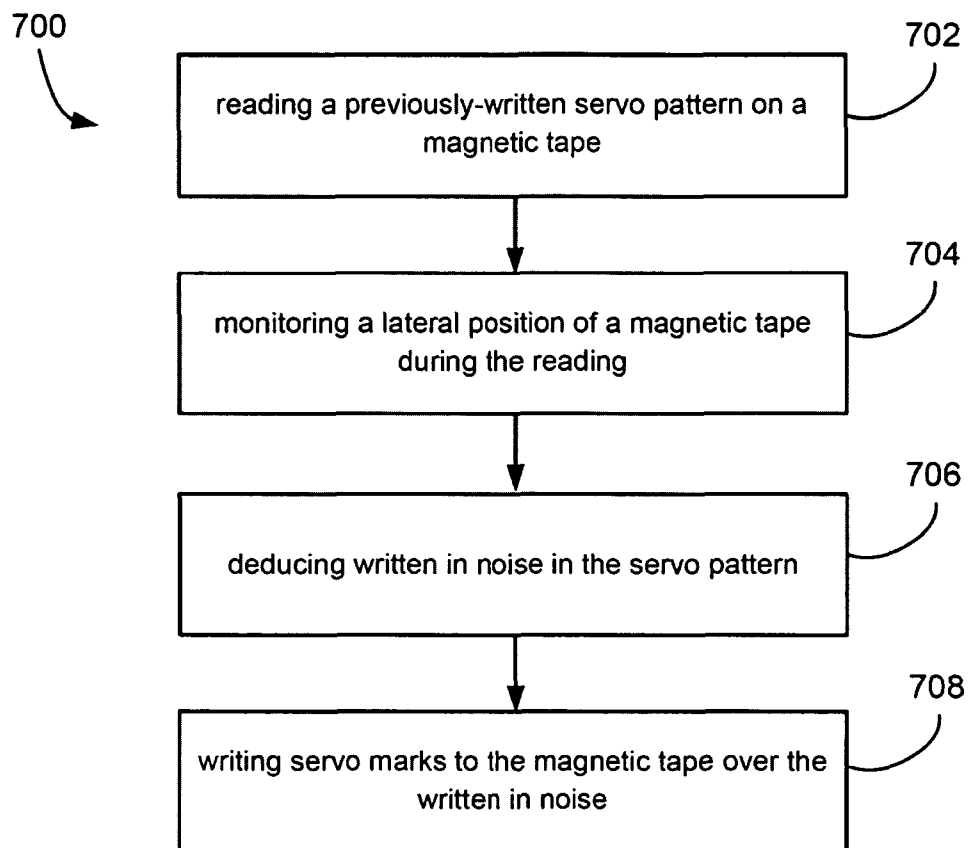 700
702
reading a previously-written servo pattern on a
magnetic tape
704
monitoring a lateral position of a magnetic tape
during the reading
706
deducing written in noise in the servo pattern
708
writing servo marks to the magnetic tape over the
written in noise